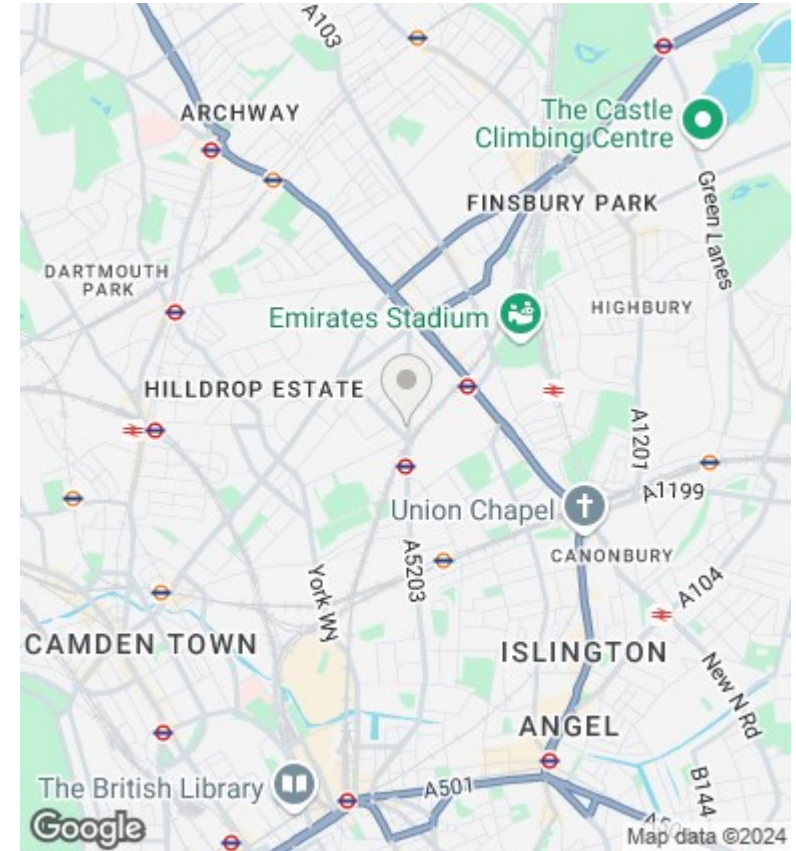 A103
ARCHWAY
The Castle
Climbing Centre
FINSBURY PARK
Green Lanes
DARTMOUTH
PARK
Emirates Stadium
HIGHBURY
HILLDROP ESTATE
A1201
A1199
Union Chapel
CANONBURY
A5203
York WY
A104
CAMDEN TOWN
ISLINGTON
New N Rd
ANGEL
The British Library
A501
B144
Google
Map data ©2024